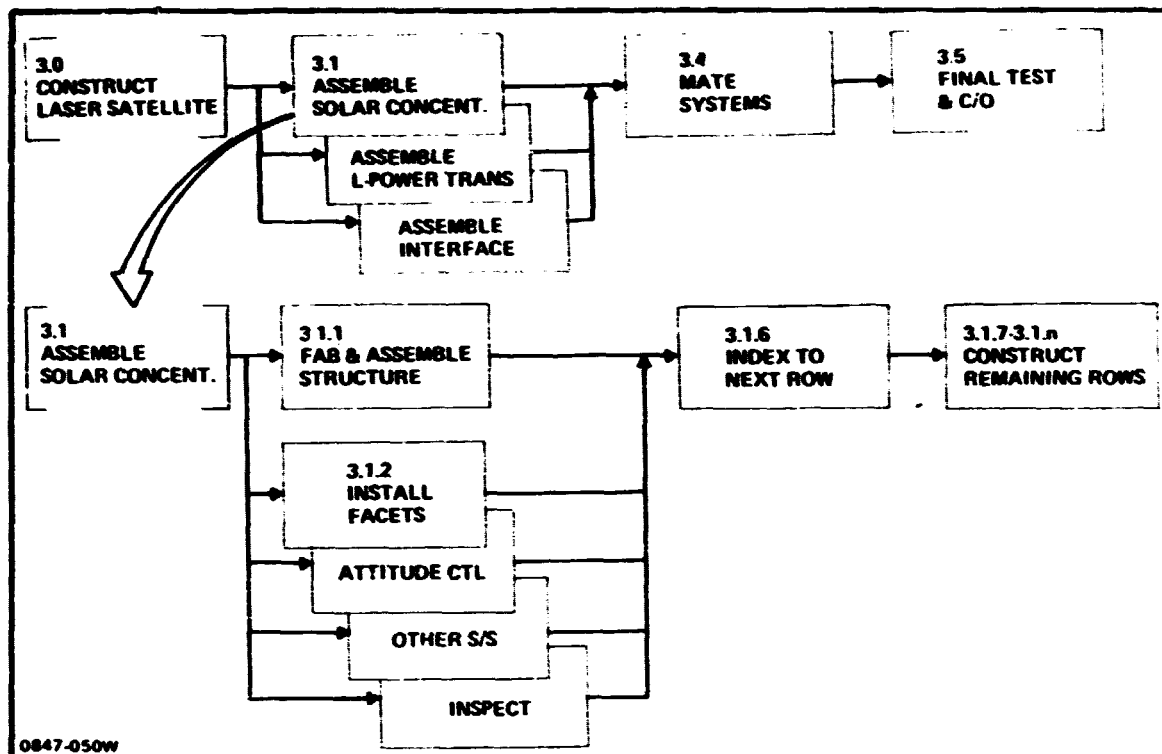 3.0
CONSTRUCT
LASER SATELLITE
3.1
ASSEMBLE
SOLAR CONCENT.
ASSEMBLE
L-POWER TRANS
ASSEMBLE
INTERFACE
3.4
MATE
SYSTEMS
3.5
FINAL TEST
& C/O
3.1
ASSEMBLE
SOLAR CONCENT.
3 1.1
FAB & ASSEMBLE
STRUCTURE
3.1.2
INSTALL
FACETS
ATTITUDE CTL
OTHER S/S
INSPECT
3.1.6
INDEX TO
NEXT ROW
3.1.7-3.1.n
CONSTRUCT
REMAINING ROWS
0847-050W